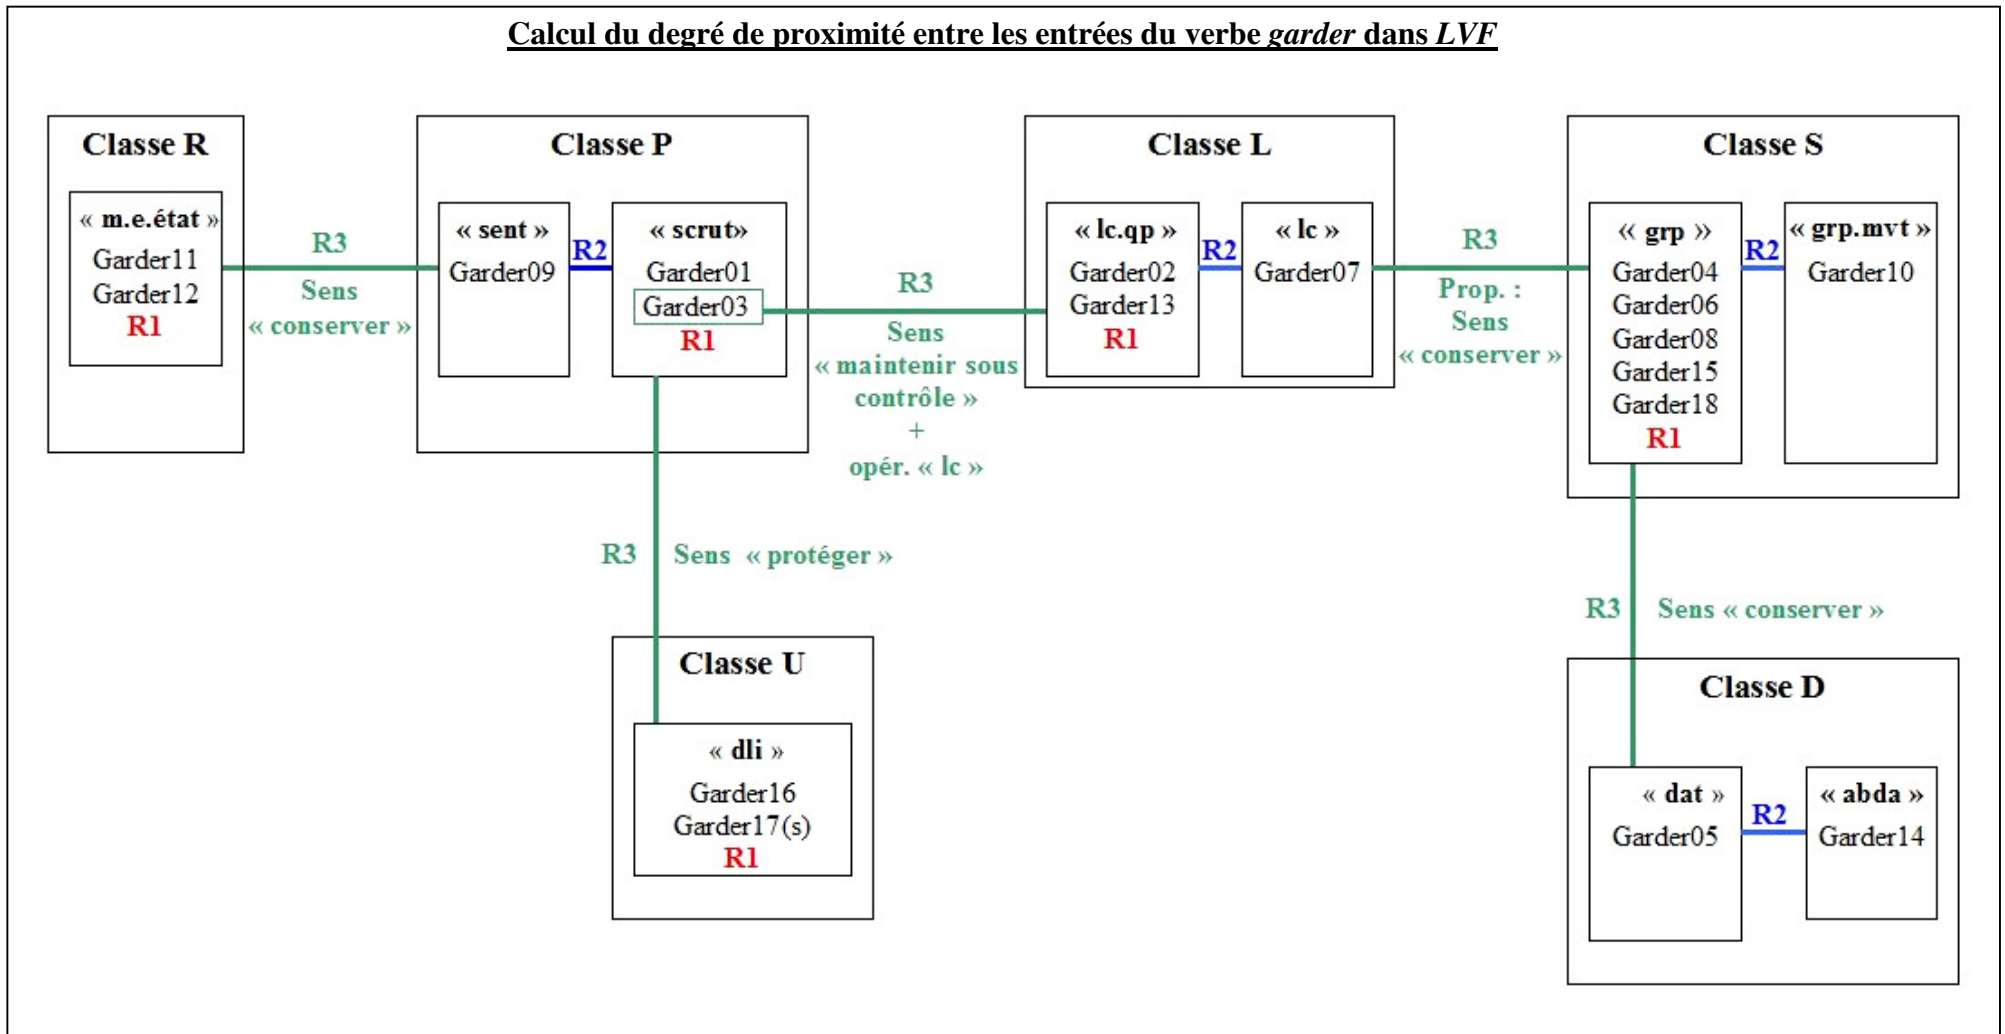 Calcul du degré de proximité entre les entrées du verbe garder dans LVF
Classe R
« m.e.état »
Garder11
Garder12
R1
R3
Sens
« conserver »
Classe P
« sent »
Garder09
R2
« scrut»
Garder01
Garder03
R1
R3
Sens
« maintenir sous
contrôle »
+
opér. « lc »
Classe L
« lc.qp »
Garder02
Garder13
R1
R2
« lc »
Garder07
R3
Prop. :
Sens
« conserver »
Classe S
« grp »
Garder04
Garder06
Garder08
Garder15
Garder18
R1
R2
« grp.mvt »
Garder10
R3 Sens « protéger »
Classe U
« dli »
Garder16
Garder17(s)
R1
R3 Sens « conserver »
Classe D
« dat »
Garder05
R2
« abda »
Garder14